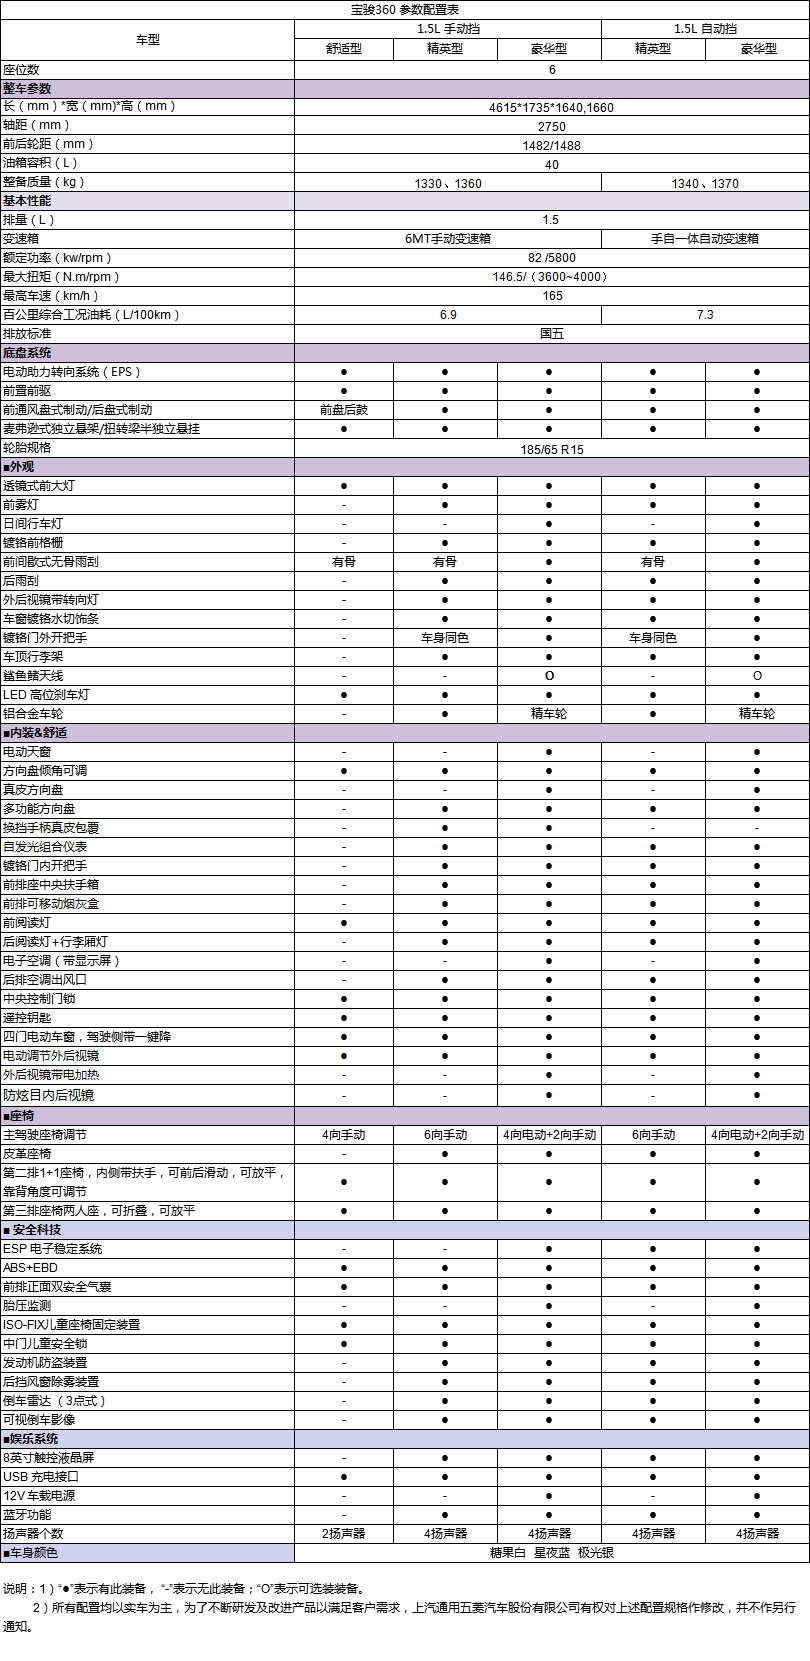 宝骏360 参数配置表
车型 1.5L 手动挡 1.5L 自动挡
舒适型 精英型 豪华型 精英型 豪华型
座位数 6
整车参数
长（mm）*宽（mm)*高（mm） 4615*1735*1640,1660
轴距（mm） 2750
前后轮距（mm） 1482/1488
油箱容积（L） 40
整备质量（kg） 1330、1360 1340、1370
基本性能
排量（L） 1.5
变速箱 6MT手动变速箱 手自一体自动变速箱
额定功率（kw/rpm） 82 /5800
最大扭矩（N.m/rpm） 146.5/（3600~4000）
最高车速（km/h） 165
百公里综合工况油耗（L/100km） 6.9 7.3
排放标准 国五
底盘系统
电动助力转向系统（EPS） ● ● ● ● ●
前置前驱 ● ● ● ● ●
前通风盘式制动/后盘式制动 前盘后鼓 ● ● ● ●
麦弗逊式独立悬架/扭转梁半独立悬挂 ● ● ● ● ●
轮胎规格 185/65 R15
■外观
透镜式前大灯 ● ● ● ● ●
前雾灯 - ● ● ● ●
日间行车灯 - - ● - ●
镀铬前格栅 - ● ● ● ●
前间歇式无骨雨刮 有骨 有骨 ● 有骨 ●
后雨刮 - ● ● ● ●
外后视镜带转向灯 - ● ● ● ●
车窗镀铬水切饰条 - ● ● ● ●
镀铬门外开把手 - 车身同色 ● 车身同色 ●
车顶行李架 - ● ● ● ●
鲨鱼鳍天线 - - O - O
LED 高位刹车灯 ● ● ● ● ●
铝合金车轮 - ● 精车轮 ● 精车轮
■内装&舒适
电动天窗 - - ● - ●
方向盘倾角可调 ● ● ● ● ●
真皮方向盘 - - ● - ●
多功能方向盘 - ● ● ● ●
换挡手柄真皮包覆 - ● ● - -
自发光组合仪表 - ● ● ● ●
镀铬门内开把手 - ● ● ● ●
前排座中央扶手箱 - ● ● ● ●
前排可移动烟灰盒 - ● ● ● ●
前阅读灯 ● ● ● ● ●
后阅读灯+行李厢灯 - ● ● ● ●
电子空调（带显示屏） - - ● - ●
后排空调出风口 - ● ● ● ●
中央控制门锁 ● ● ● ● ●
遥控钥匙 ● ● ● ● ●
四门电动车窗，驾驶侧带一键降 ● ● ● ● ●
电动调节外后视镜 ● ● ● ● ●
外后视镜带电加热 - - ● - ●
防炫目内后视镜 - - ● - ●
■座椅
主驾驶座椅调节 4向手动 6向手动 4向电动+2向手动 6向手动 4向电动+2向手动
皮革座椅 - ● ● ● ●
第二排1+1座椅，内侧带扶手，可前后滑动，可放平，
靠背角度可调节 ● ● ● ● ●
第三排座椅两人座，可折叠，可放平 ● ● ● ● ●
■ 安全科技
ESP 电子稳定系统 - - ● ● ●
ABS+EBD ● ● ● ● ●
前排正面双安全气囊 ● ● ● ● ●
胎压监测 - - ● - ●
ISO-FIX儿童座椅固定装置 ● ● ● ● ●
中门儿童安全锁 ● ● ● ● ●
发动机防盗装置 - ● ● ● ●
后挡风窗除雾装置 - ● ● ● ●
倒车雷达 （3点式） - ● ● ● ●
可视倒车影像 - ● ● ● ●
■娱乐系统
8英寸触控液晶屏 - ● ● ● ●
USB 充电接口 ● ● ● ● ●
12V 车载电源 - - ● - ●
蓝牙功能 - ● ● ● ●
扬声器个数 2扬声器 4扬声器 4扬声器 4扬声器 4扬声器
■车身颜色 糖果白 星夜蓝 极光银
说明：1）“●”表示有此装备， “-”表示无此装备；“O”表示可选装装备。
2）所有配置均以实车为主，为了不断研发及改进产品以满足客户需求，上汽通用五菱汽车股份有限公司有权对上述配置规格作修改，并不作另行
通知。